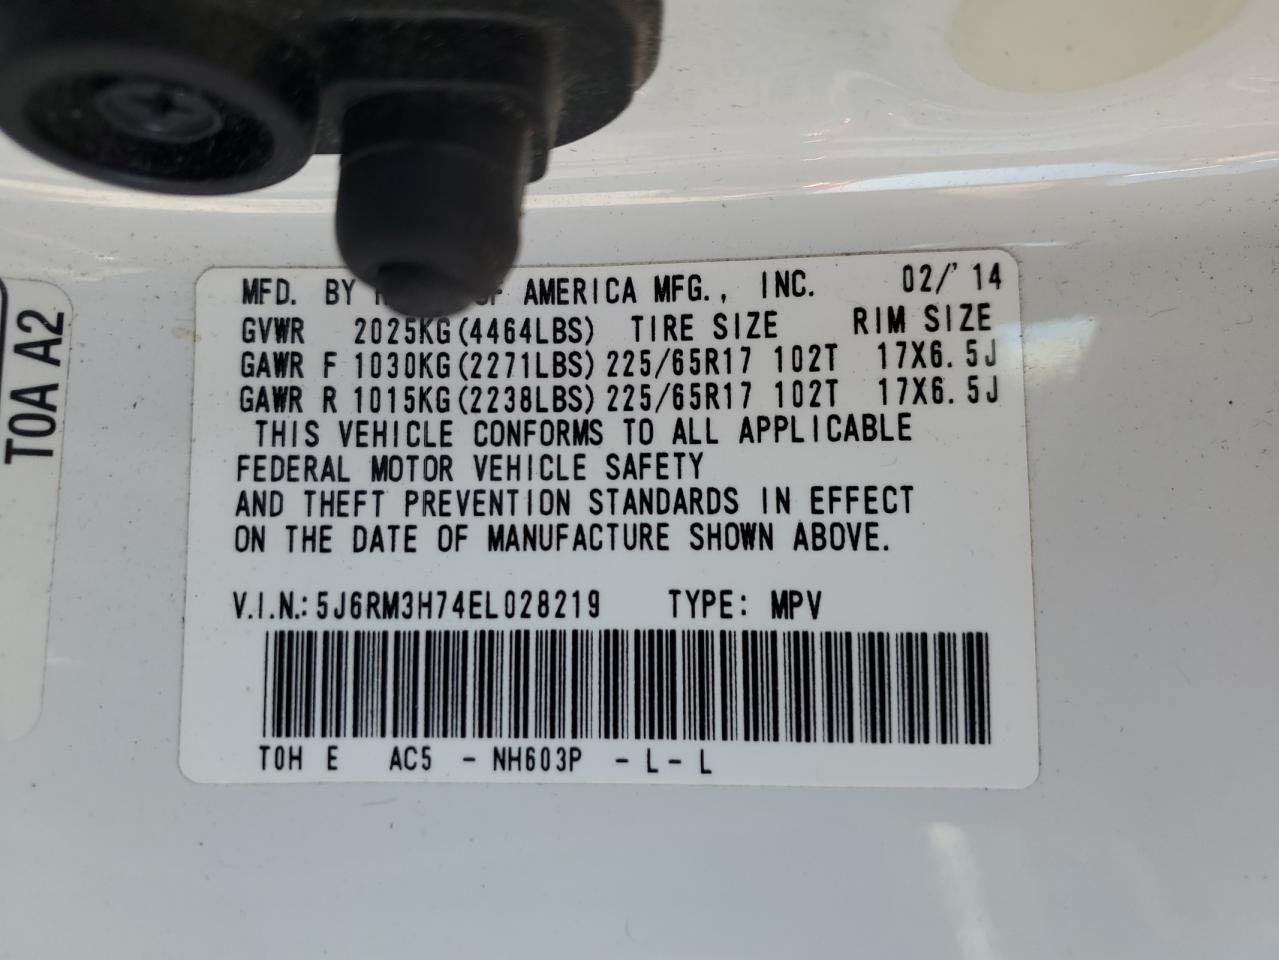 MFD. BY OF AMERICA MFG., INC. 02/'14
GVWR 2025KG(4464LBS) TIRE SIZE RIM SIZE
GAWR F 1030KG(2271LBS) 225/65R17 102T 17X6.5J
GAWR R 1015KG(2238LBS) 225/65R17 102T 17X6.5J
THIS VEHICLE CONFORMS TO ALL APPLICABLE
FEDERAL MOTOR VEHICLE SAFETY
AND THEFT PREVENTION STANDARDS IN EFFECT
ON THE DATE OF MANUFACTURE SHOWN ABOVE.
V.I.N.: 5J6RM3H74EL028219 TYPE: MPV
T0H E AC5 - NH603P - L- L
T0A A2